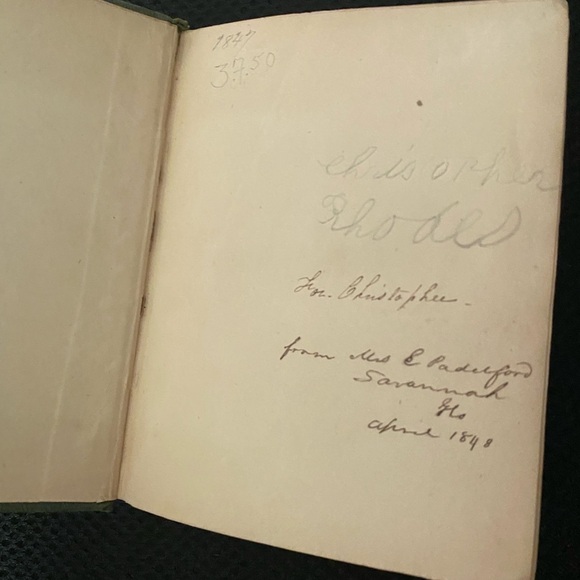 1847
37.50
Christopher
Rhodes
For. Christopher -
from Mrs E Padelford
Savannah
Ga
April 1848